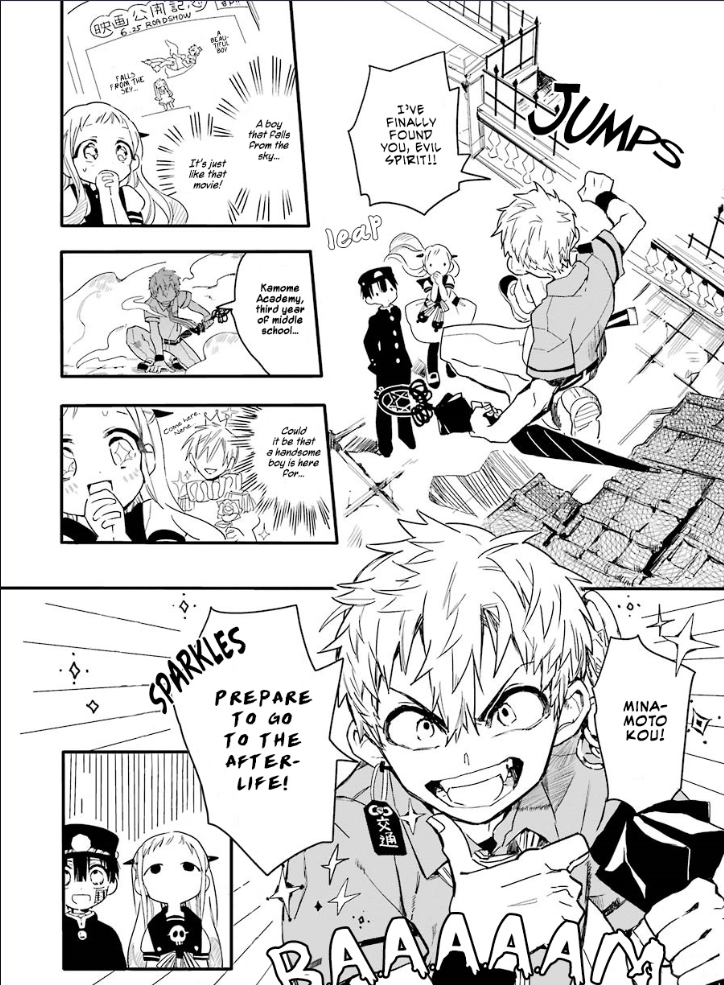 I'VE
FINALLY
FOUND
YOU, EVIL
SPIRIT!!
JUMPS
leap
映画公開記
6.25 ROADSHOW
A
BEAU-
TIFUL
BOY
FALLS
FROM THE
SKY...
A boy
that falls
from the
sky...
It's just
like that
movie!
Kamome
Academy,
third year
of middle
school...
Come here,
Nene...
Could
it be that
a handsome
boy is here
for...
MINA-
MOTO
KOU!
SPARKLES
PREPARE
TO GO
TO THE
AFTER-
LIFE!
交通
BAAAAAAM